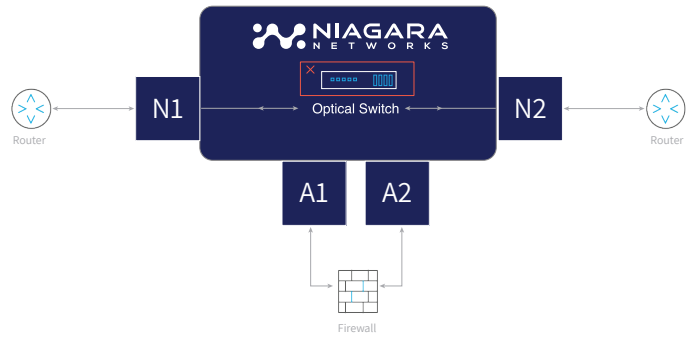 NIAGARA
NETWORKS
Optical Switch
N1
N2
Router
Router
A1
A2
Firewall